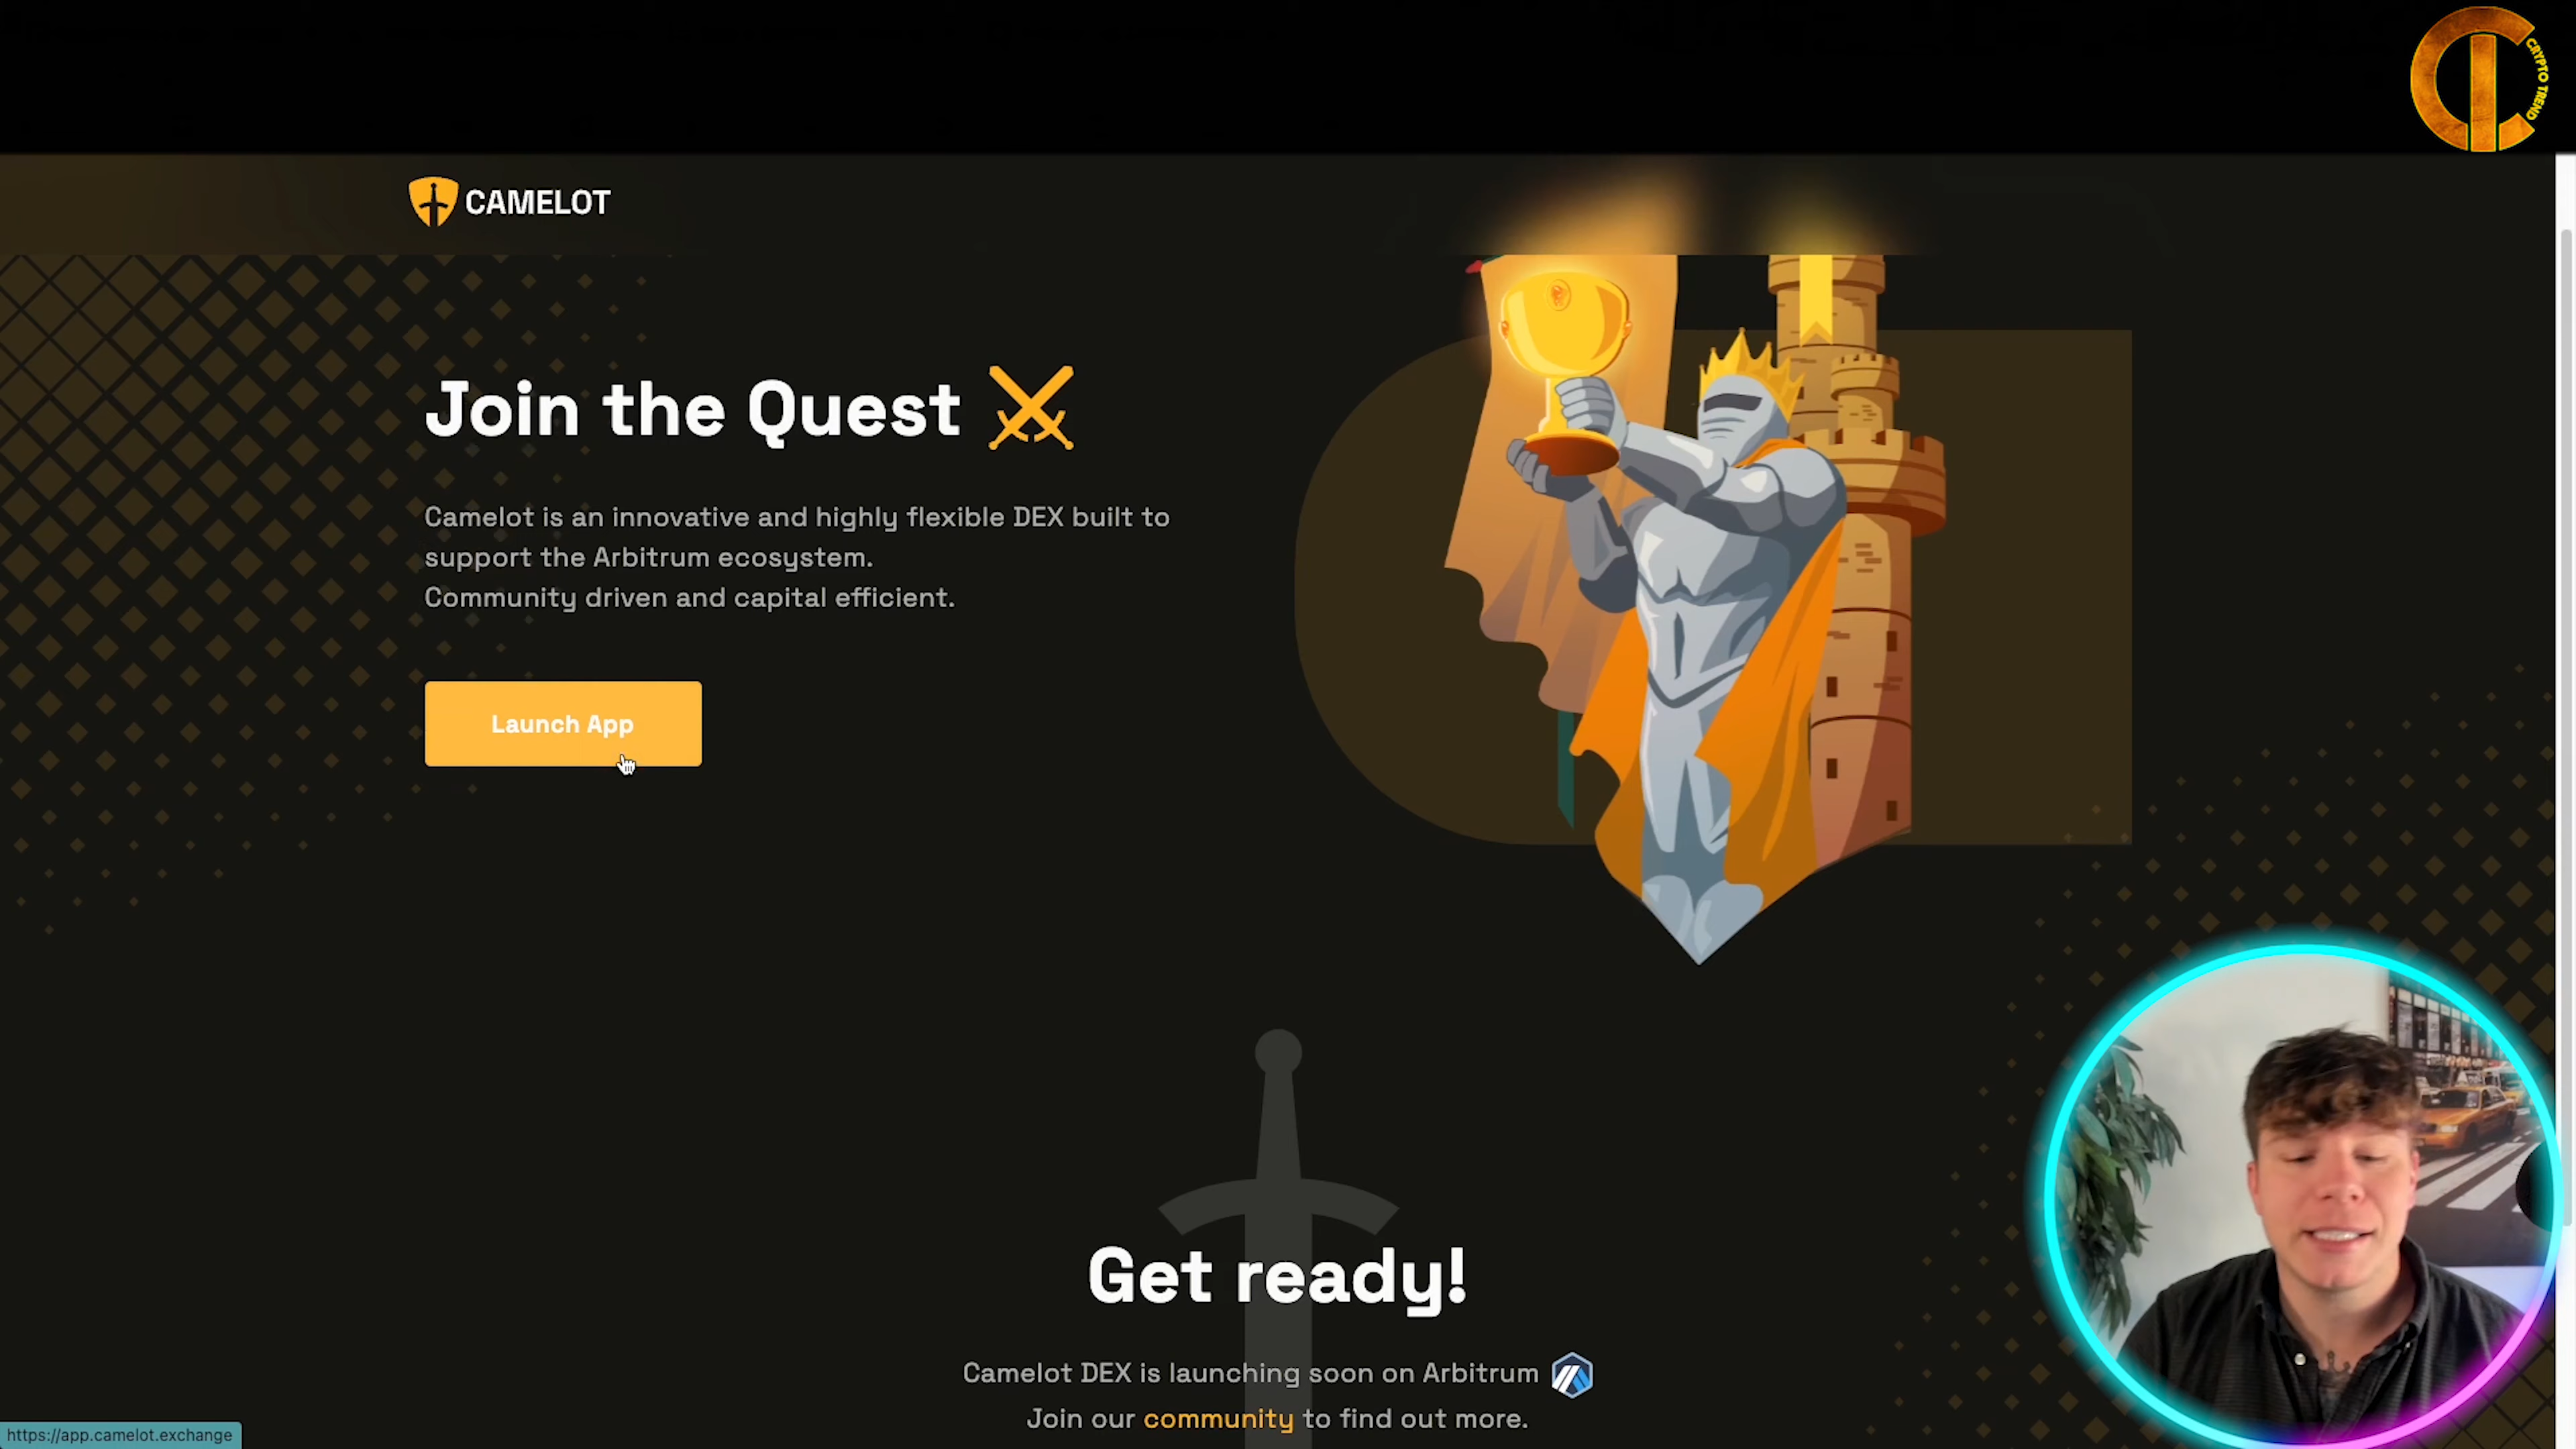 CRYPTO TREND
CAMELOT
Join the Quest
Camelot is an innovative and highly flexible DEX built to
support the Arbitrum ecosystem.
Community driven and capital efficient.
Launch App
Get ready!
Camelot DEX is launching soon on Arbitrum
Join our community to find out more.
https://app.camelot.exchange